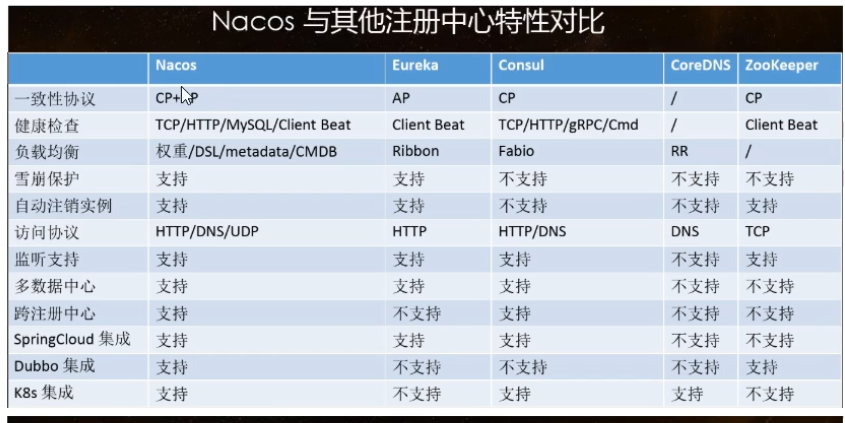 Nacos 与其他注册中心特性对比
Nacos Eureka Consul CoreDNS ZooKeeper
一致性协议 CP+ P AP CP / CP
健康检查 TCP/HTTP/MySQL/Client Beat Client Beat TCP/HTTP/gRPC/Cmd / Client Beat
负载均衡 权重/DSL/metadata/CMDB Ribbon Fabio RR /
雪崩保护 支持 支持 不支持 不支持 不支持
自动注销实例 支持 支持 不支持 不支持 支持
访问协议 HTTP/DNS/UDP HTTP HTTP/DNS DNS TCP
监听支持 支持 支持 支持 不支持 支持
多数据中心 支持 支持 支持 不支持 不支持
跨注册中心 支持 不支持 支持 不支持 不支持
SpringCloud 集成 支持 支持 支持 不支持 不支持
Dubbo 集成 支持 不支持 不支持 不支持 支持
K8s 集成 支持 不支持 支持 支持 不支持